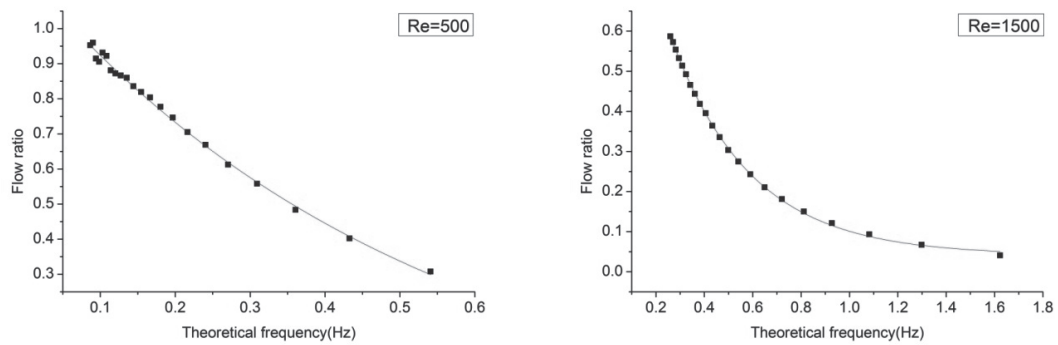 Re=500
1.0
0.9
0.8
0.7
0.6
0.5
0.4
0.3
Flow ratio
0.1 0.2 0.3 0.4 0.5 0.6
Theoretical frequency(Hz)
Re=1500
0.6
0.5
0.4
0.3
0.2
0.1
0.0
Flow ratio
0.2 0.4 0.6 0.8 1.0 1.2 1.4 1.6 1.8
Theoretical frequency(Hz)